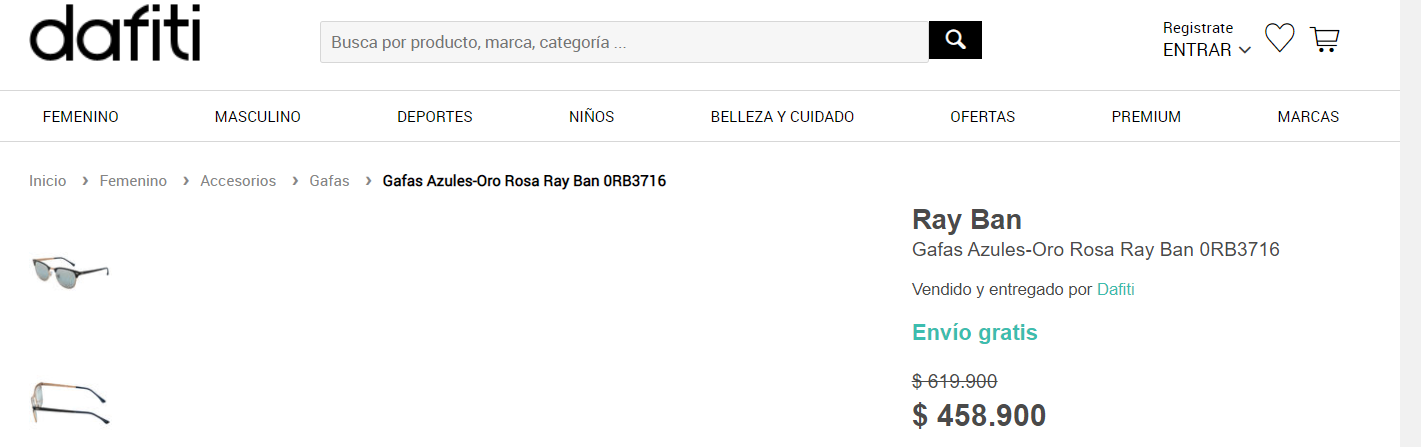 dafiti
Busca por producto, marca, categoría ...
Registrate
ENTRAR
FEMENINO MASCULINO DEPORTES NIÑOS BELLEZA Y CUIDADO OFERTAS PREMIUM MARCAS
Inicio › Femenino › Accesorios › Gafas › Gafas Azules-Oro Rosa Ray Ban 0RB3716
Ray Ban
Gafas Azules-Oro Rosa Ray Ban 0RB3716
Vendido y entregado por Dafiti
Envío gratis
$ 619.900
$ 458.900